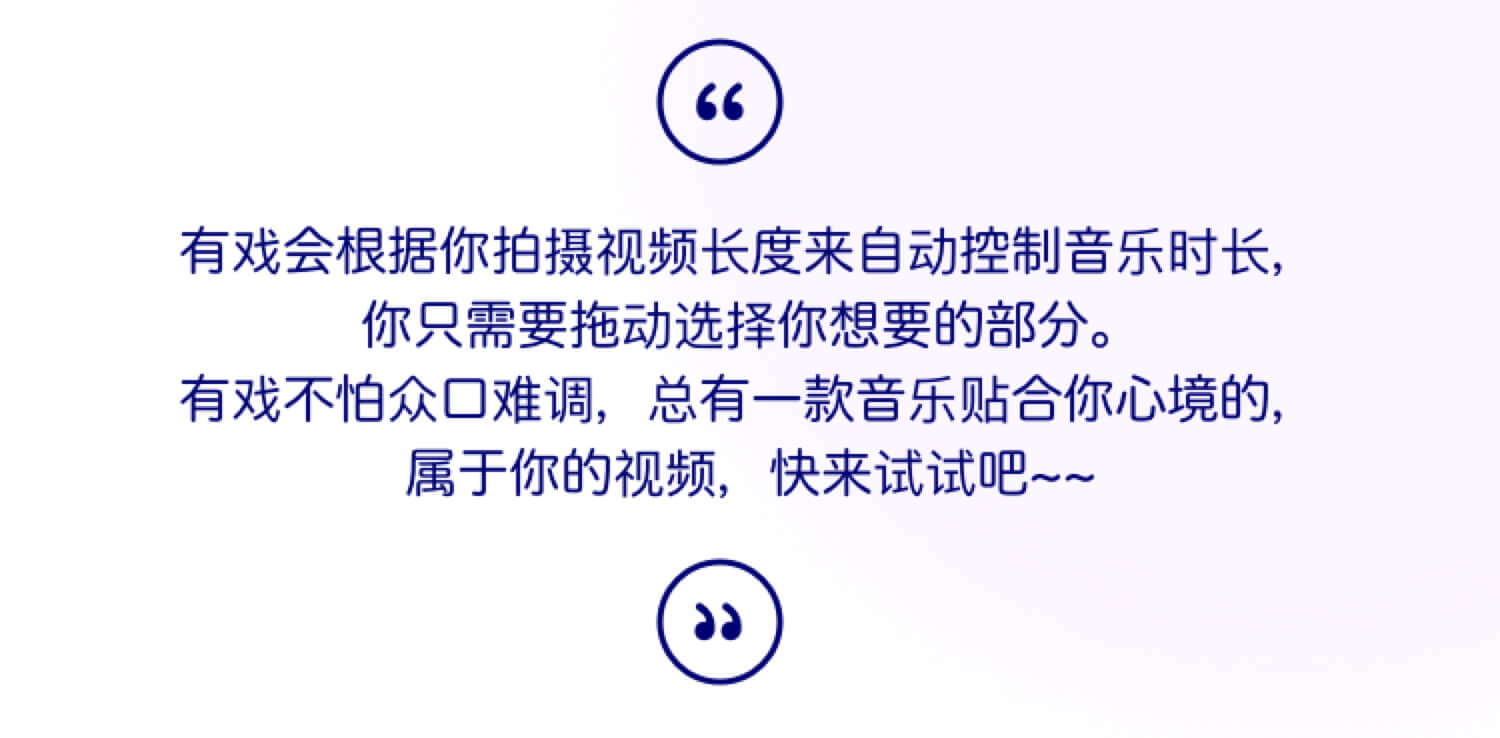 “
有戏会根据你拍摄视频长度来自动控制音乐时长,
你只需要拖动选择你想要的部分。
有戏不怕众口难调, 总有一款音乐贴合你心境的,
属于你的视频, 快来试试吧~~
”